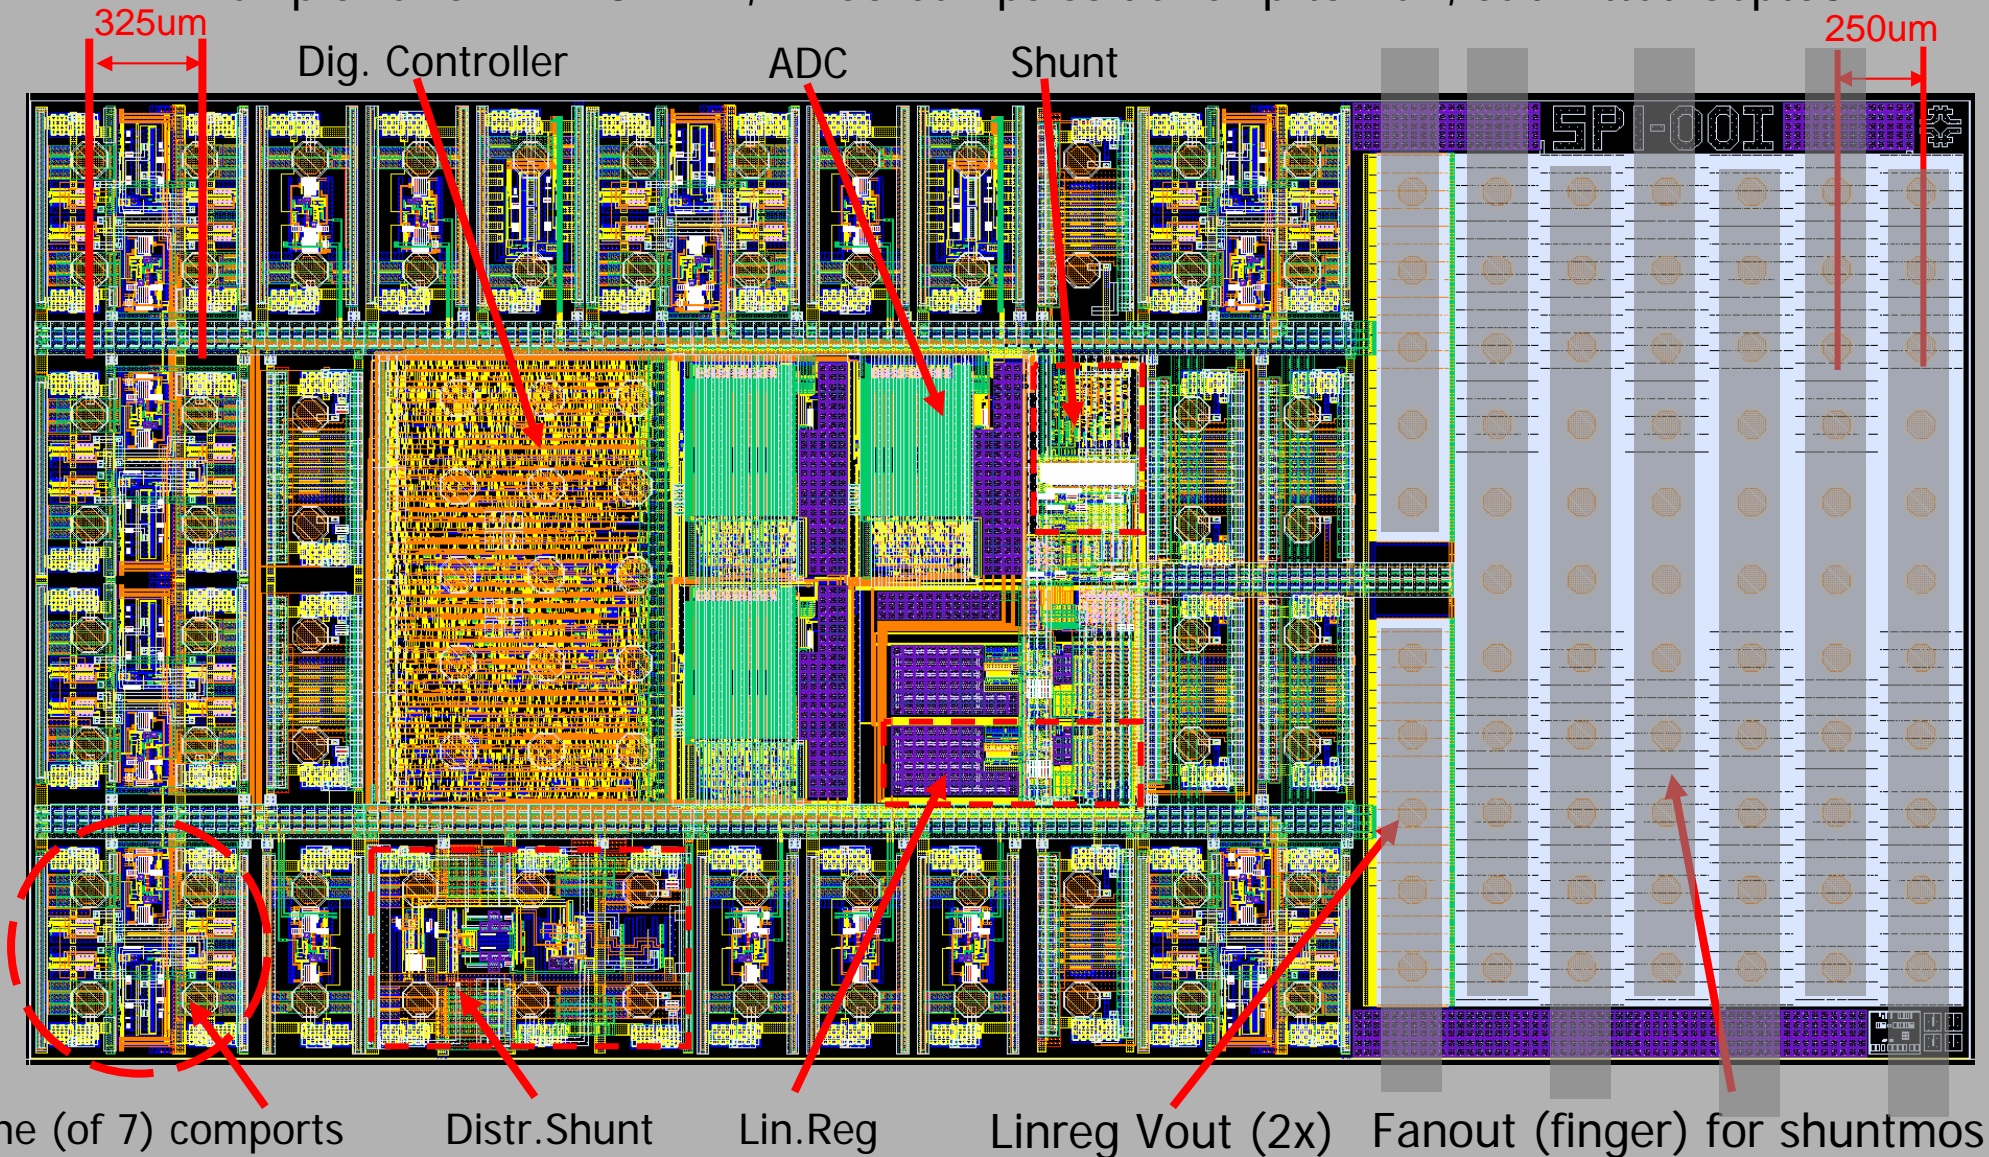 325um
250um
Dig. Controller
ADC
Shunt
SPI-001
(of 7) comports
Distr.Shunt
Lin.Reg
Linreg Vout (2x)
Fanout (finger) for shuntmos